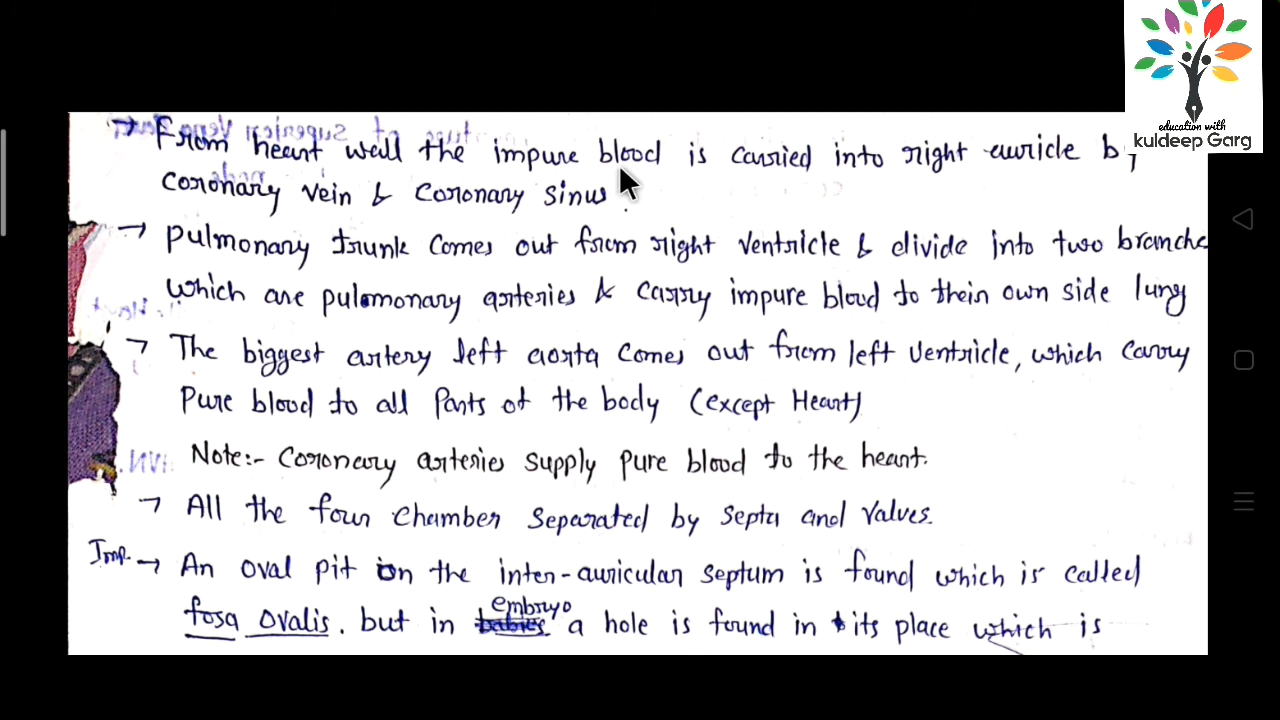 education with
kuldeep Garg
→ From heart wall the impure blood is carried into right auricle by
coronary vein & coronary sinus.
→ pulmonary trunk comes out from right ventricle & divide into two branche
which are pulmonary arteries & carry impure blood to their own side lung
→ The biggest artery left aorta comes out from left ventricle, which carry
Pure blood to all Parts of the body (except Heart)
Note:- Coronary arteries supply pure blood to the heart.
→ All the four chamber separated by septa and valves.
Imp. → An oval pit on the inter-auricular septum is found which is called
fosa ovalis. but in babies embryo a hole is found in its place which is